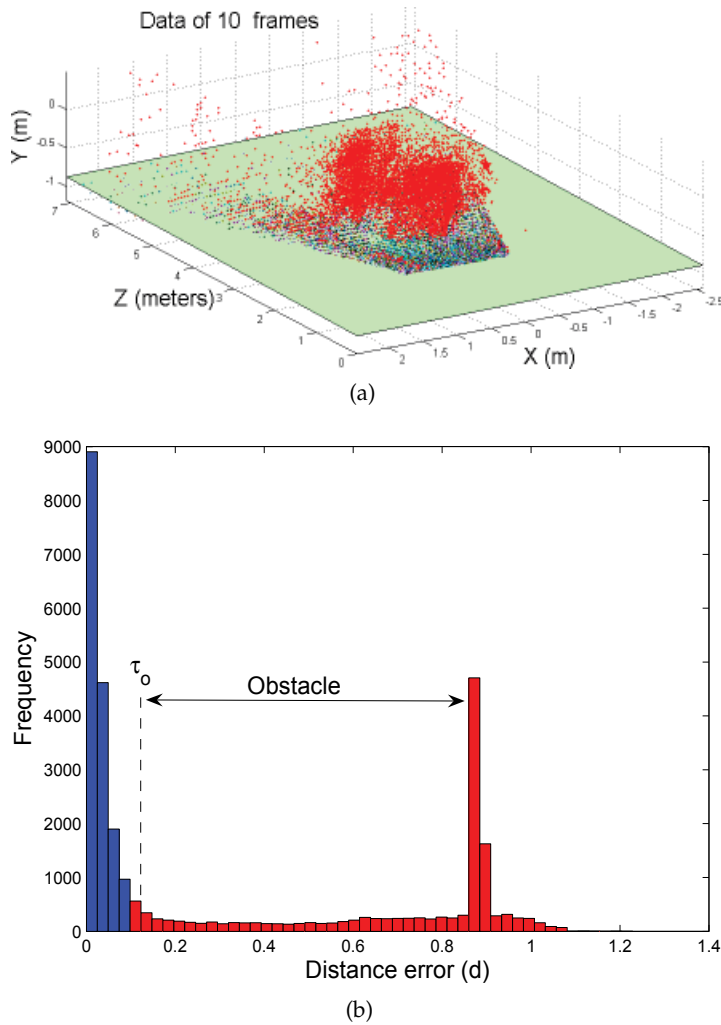 Data of 10 frames
Y (m)
0
-0.5
-1
7
6
5
4
3
2
1
0
Z (meters)
2
1.5
1
0.5
0
-0.5
-1
-1.5
-2
-2.5
X (m)
(a)
9000
8000
7000
6000
5000
4000
3000
2000
1000
0
Frequency
τo
Obstacle
0 0.2 0.4 0.6 0.8 1 1.2 1.4
Distance error (d)
(b)